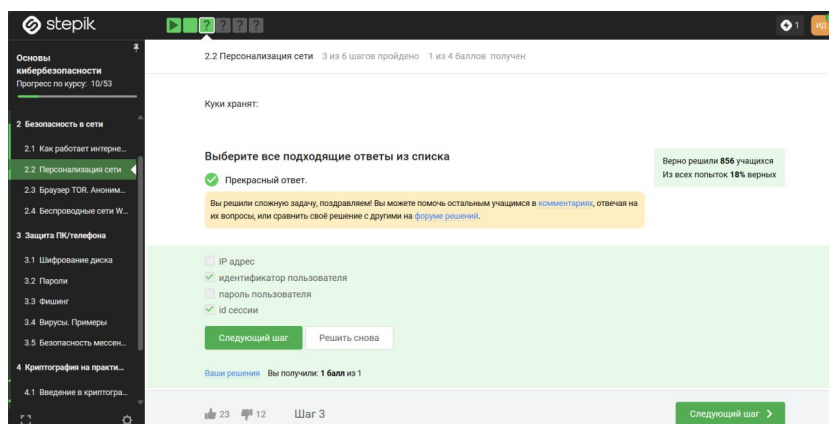 stepik
?
?
?
?
1
ИД
Основы
кибербезопасности
Прогресс по курсу: 10/53
2 Безопасность в сети
2.1 Как работает интерне...
2.2 Персонализация сети
2.3 Браузер TOR. Аноним...
2.4 Беспроводные сети W...
3 Защита ПК/телефона
3.1 Шифрование диска
3.2 Пароли
3.3 Фишинг
3.4 Вирусы. Примеры
3.5 Безопасность мессен...
4 Криптография на практи...
4.1 Введение в криптогра...
2.2 Персонализация сети 3 из 6 шагов пройдено 1 из 4 баллов получен
Куки хранят:
Выберите все подходящие ответы из списка
Прекрасный ответ.
Верно решили 856 учащихся
Из всех попыток 18% верных
Вы решили сложную задачу, поздравляем! Вы можете помочь остальным учащимся в комментариях, отвечая на
их вопросы, или сравнить своё решение с другими на форуме решений.
IP адрес
идентификатор пользователя
пароль пользователя
id сессии
Следующий шаг
Решить снова
Ваши решения Вы получили: 1 балл из 1
23 12 Шаг 3
Следующий шаг